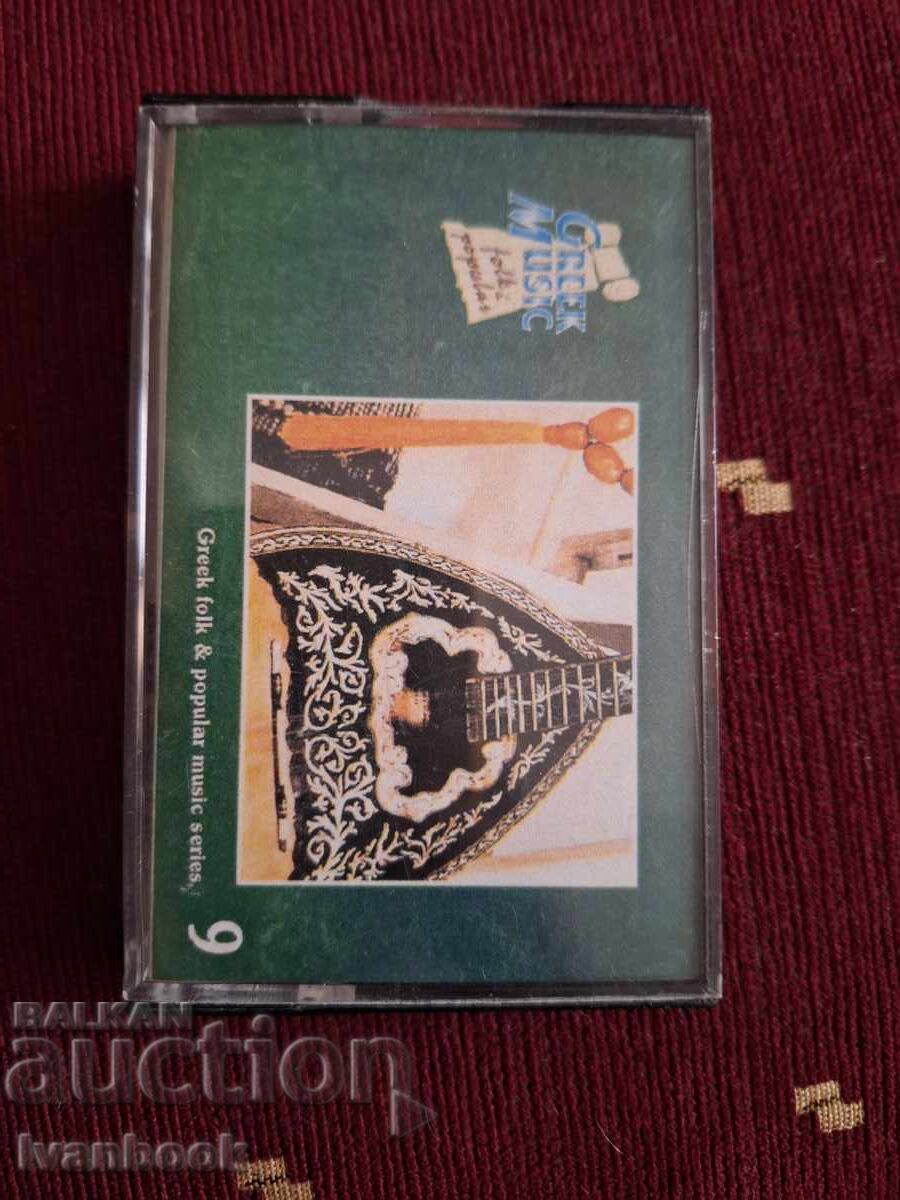 GREEK
MUSIC
folk &
popular
Greek folk & popular music series,
9
BALKAN
auction
Ivanbook